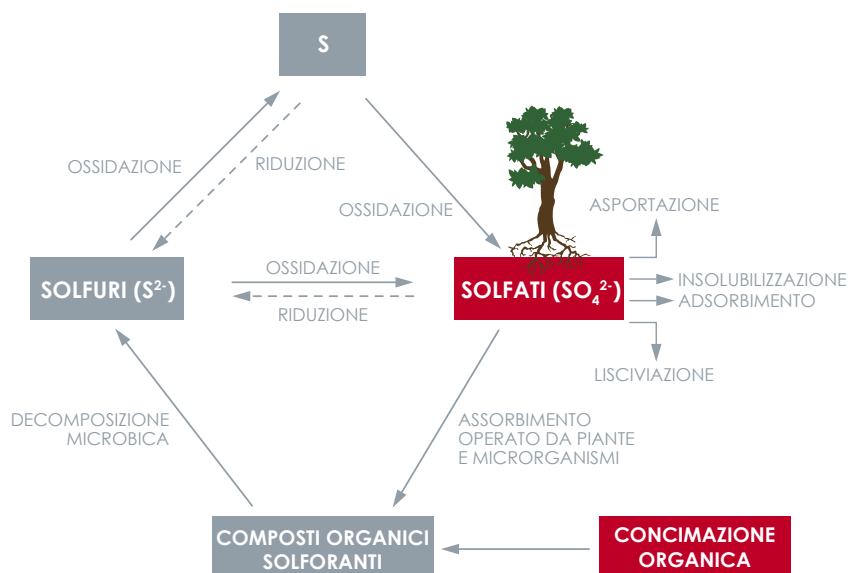 S
OSSIDAZIONE
RIDUZIONE
OSSIDAZIONE
ASPORTAZIONE
SOLFURI (S²⁻)
OSSIDAZIONE
RIDUZIONE
SOLFATI (SO₄²⁻)
INSOLUBILIZZAZIONE
ADSORBIMENTO
LISCIVIAZIONE
DECOMPOSIZIONE
MICROBICA
ASSORBIMENTO
OPERATO DA PIANTE
E MICRORGANISMI
COMPOSTI ORGANICI
SOLFORANTI
CONCIMAZIONE
ORGANICA